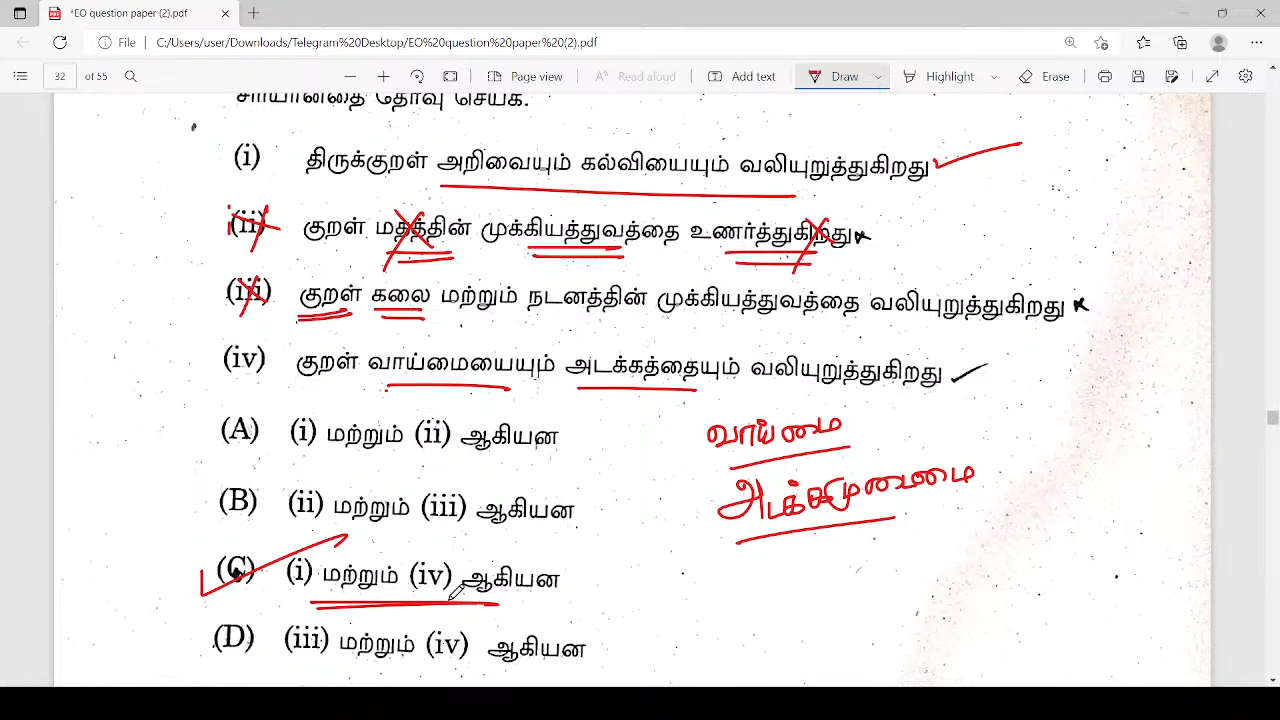 *EO question paper (2).pdf
File C:/Users/user/Downloads/Telegram%20Desktop/EO%20question%20paper%20(2).pdf
32 of 55 Page view Read aloud Add text Draw Highlight Erase
சரியானதை தேர்வு செய்க.
(i) திருக்குறள் அறிவையும் கல்வியையும் வலியுறுத்துகிறது
(ii) குறள் மதத்தின் முக்கியத்துவத்தை உணர்த்துகிறது
(iii) குறள் கலை மற்றும் நடனத்தின் முக்கியத்துவத்தை வலியுறுத்துகிறது
(iv) குறள் வாய்மையையும் அடக்கத்தையும் வலியுறுத்துகிறது
(A) (i) மற்றும் (ii) ஆகியன
வாய்மை
(B) (ii) மற்றும் (iii) ஆகியன
(C) (i) மற்றும் (iv) ஆகியன
(D) (iii) மற்றும் (iv) ஆகியன